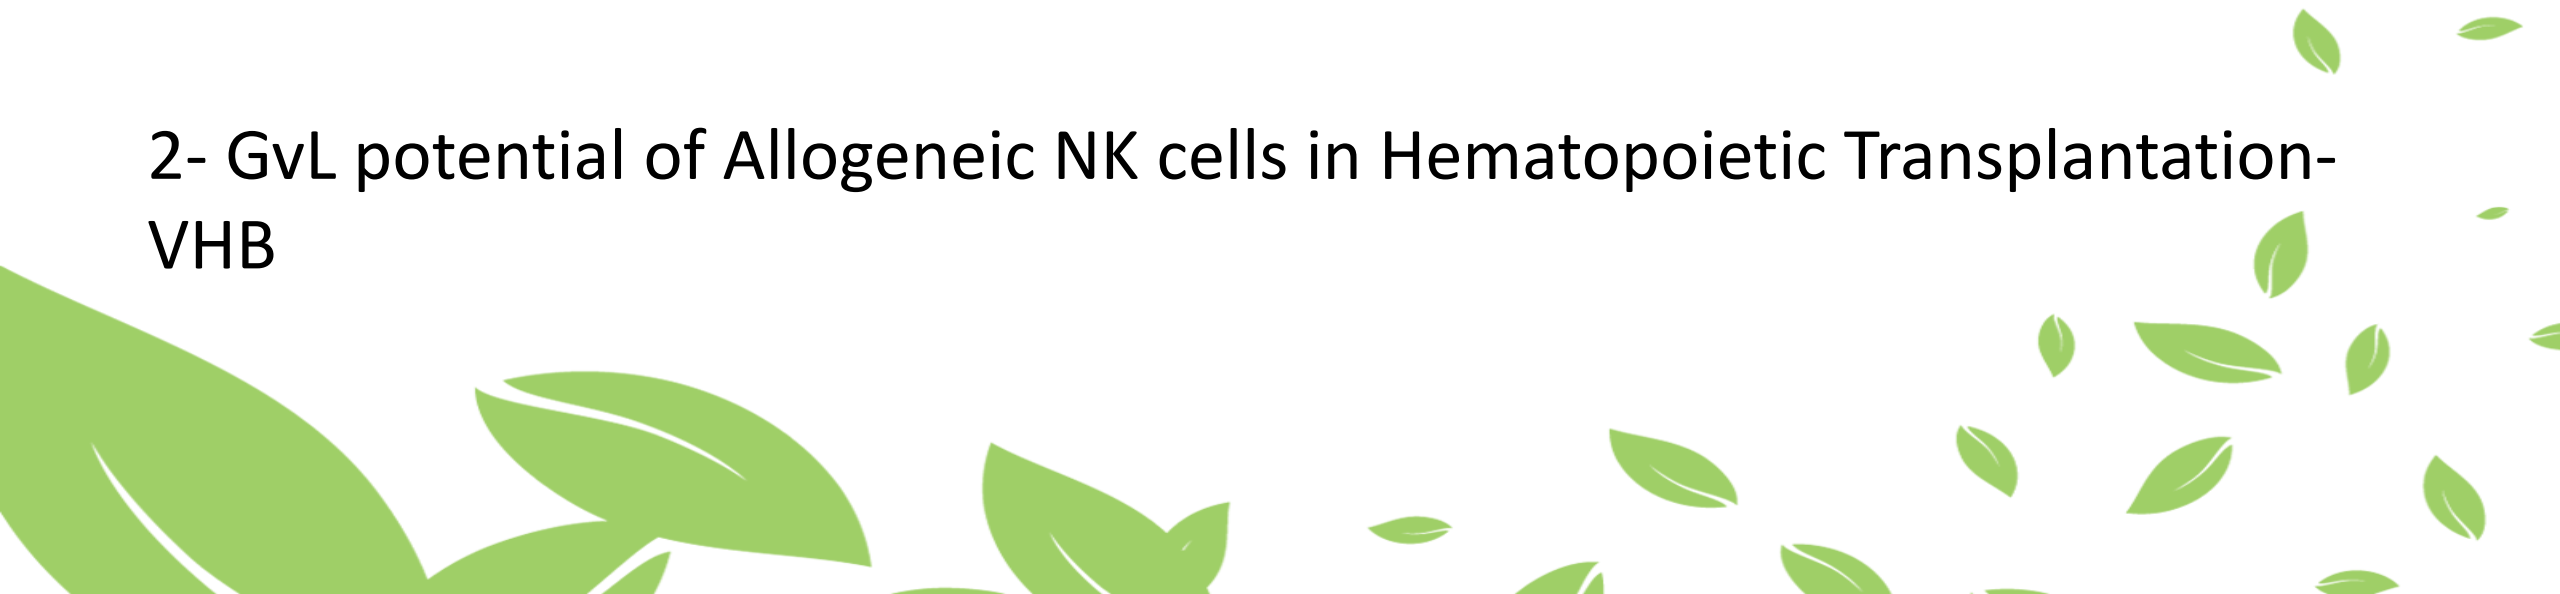 2- GvL potential of Allogeneic NK cells in Hematopoietic Transplantation-
VHB